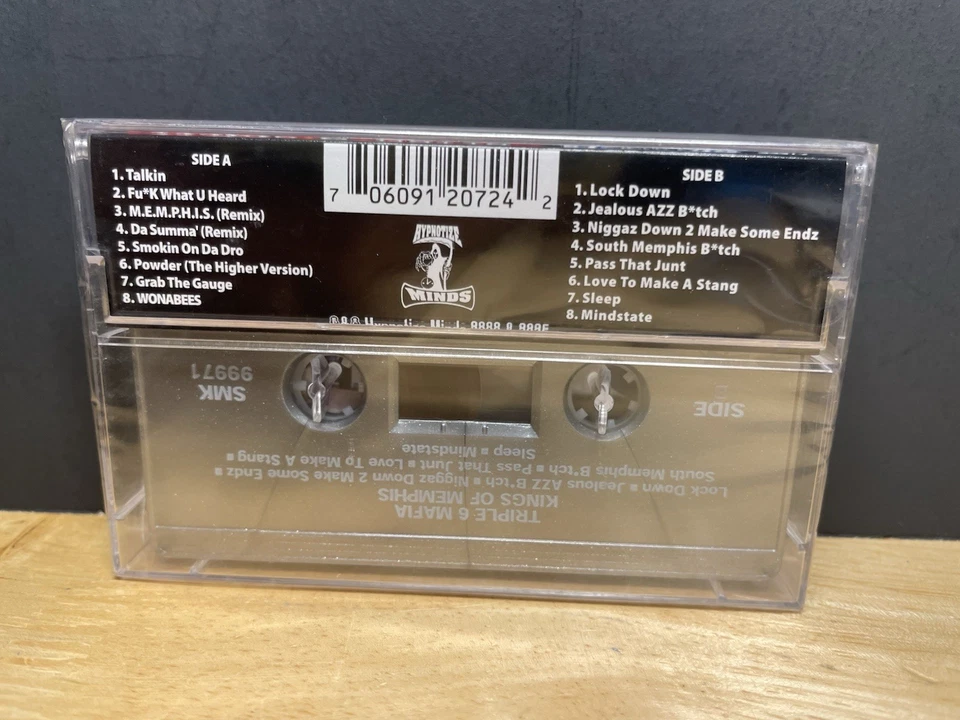 SIDE A
1. Talkin
2. Fu*K What U Heard
3. M.E.M.P.H.I.S. (Remix)
4. Da Summa' (Remix)
5. Smokin On Da Dro
6. Powder (The Higher Version)
7. Grab The Gauge
8. WONABEES
7 06091 20724 2
HYPNOTIZE
MINDS
SIDE B
1. Lock Down
2. Jealous AZZ B*tch
3. Niggaz Down 2 Make Some Endz
4. South Memphis B*tch
5. Pass That Junt
6. Love To Make A Stang
7. Sleep
8. Mindstate
TRIPLE 6 MAFIA
KINGS OF MEMPHIS
Lock Down ■ Jealous AZZ B*tch ■ Niggaz Down 2 Make Some Endz ■
South Memphis B*tch ■ Pass That Junt ■ Love To Make A Stang ■
Sleep ■ Mindstate
SIDE
SMK
99971